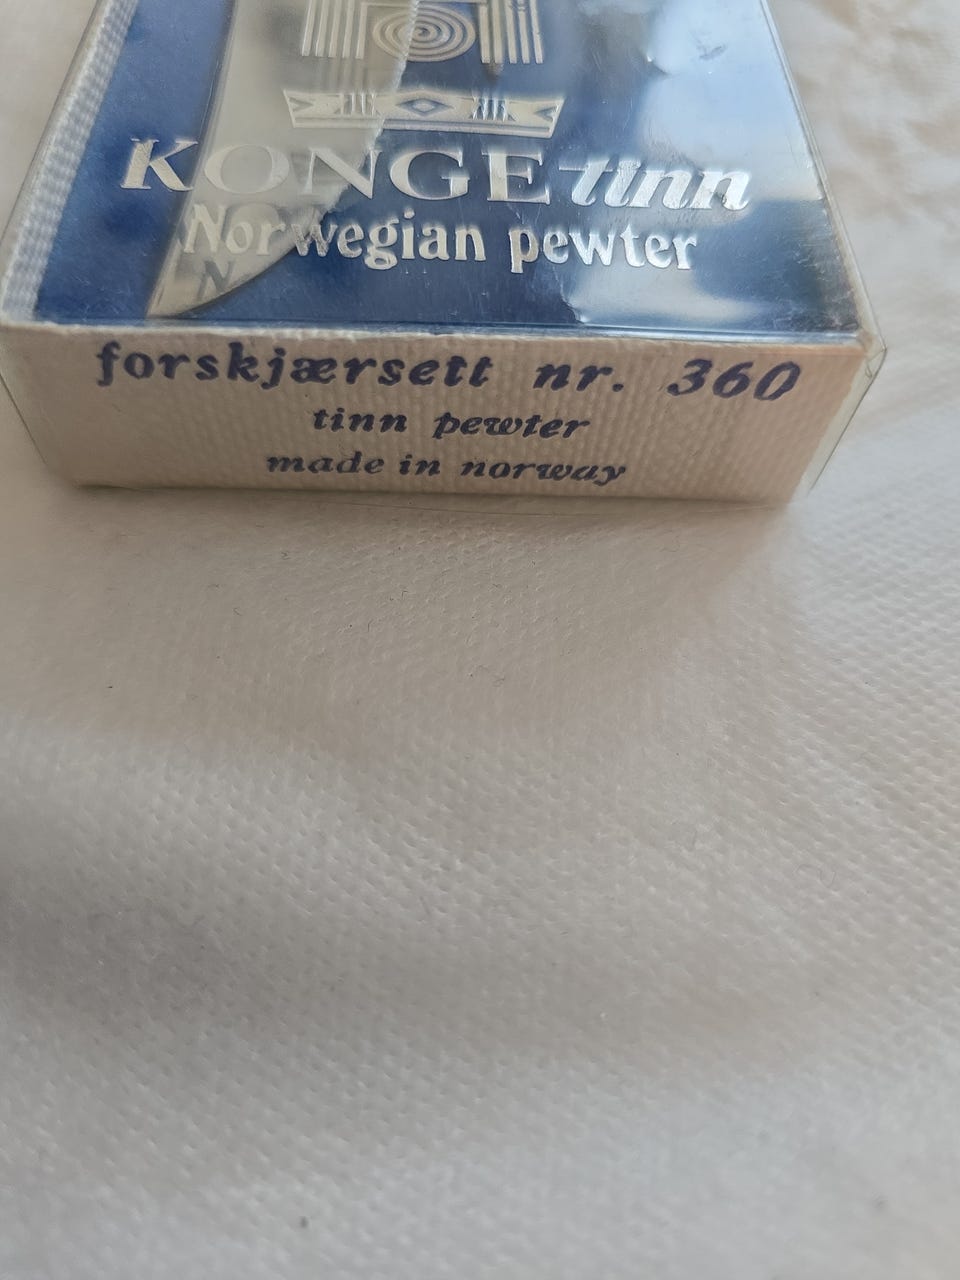 KONGE-tinn
Norwegian pewter
N
forskjærsett nr. 360
tinn pewter
made in norway